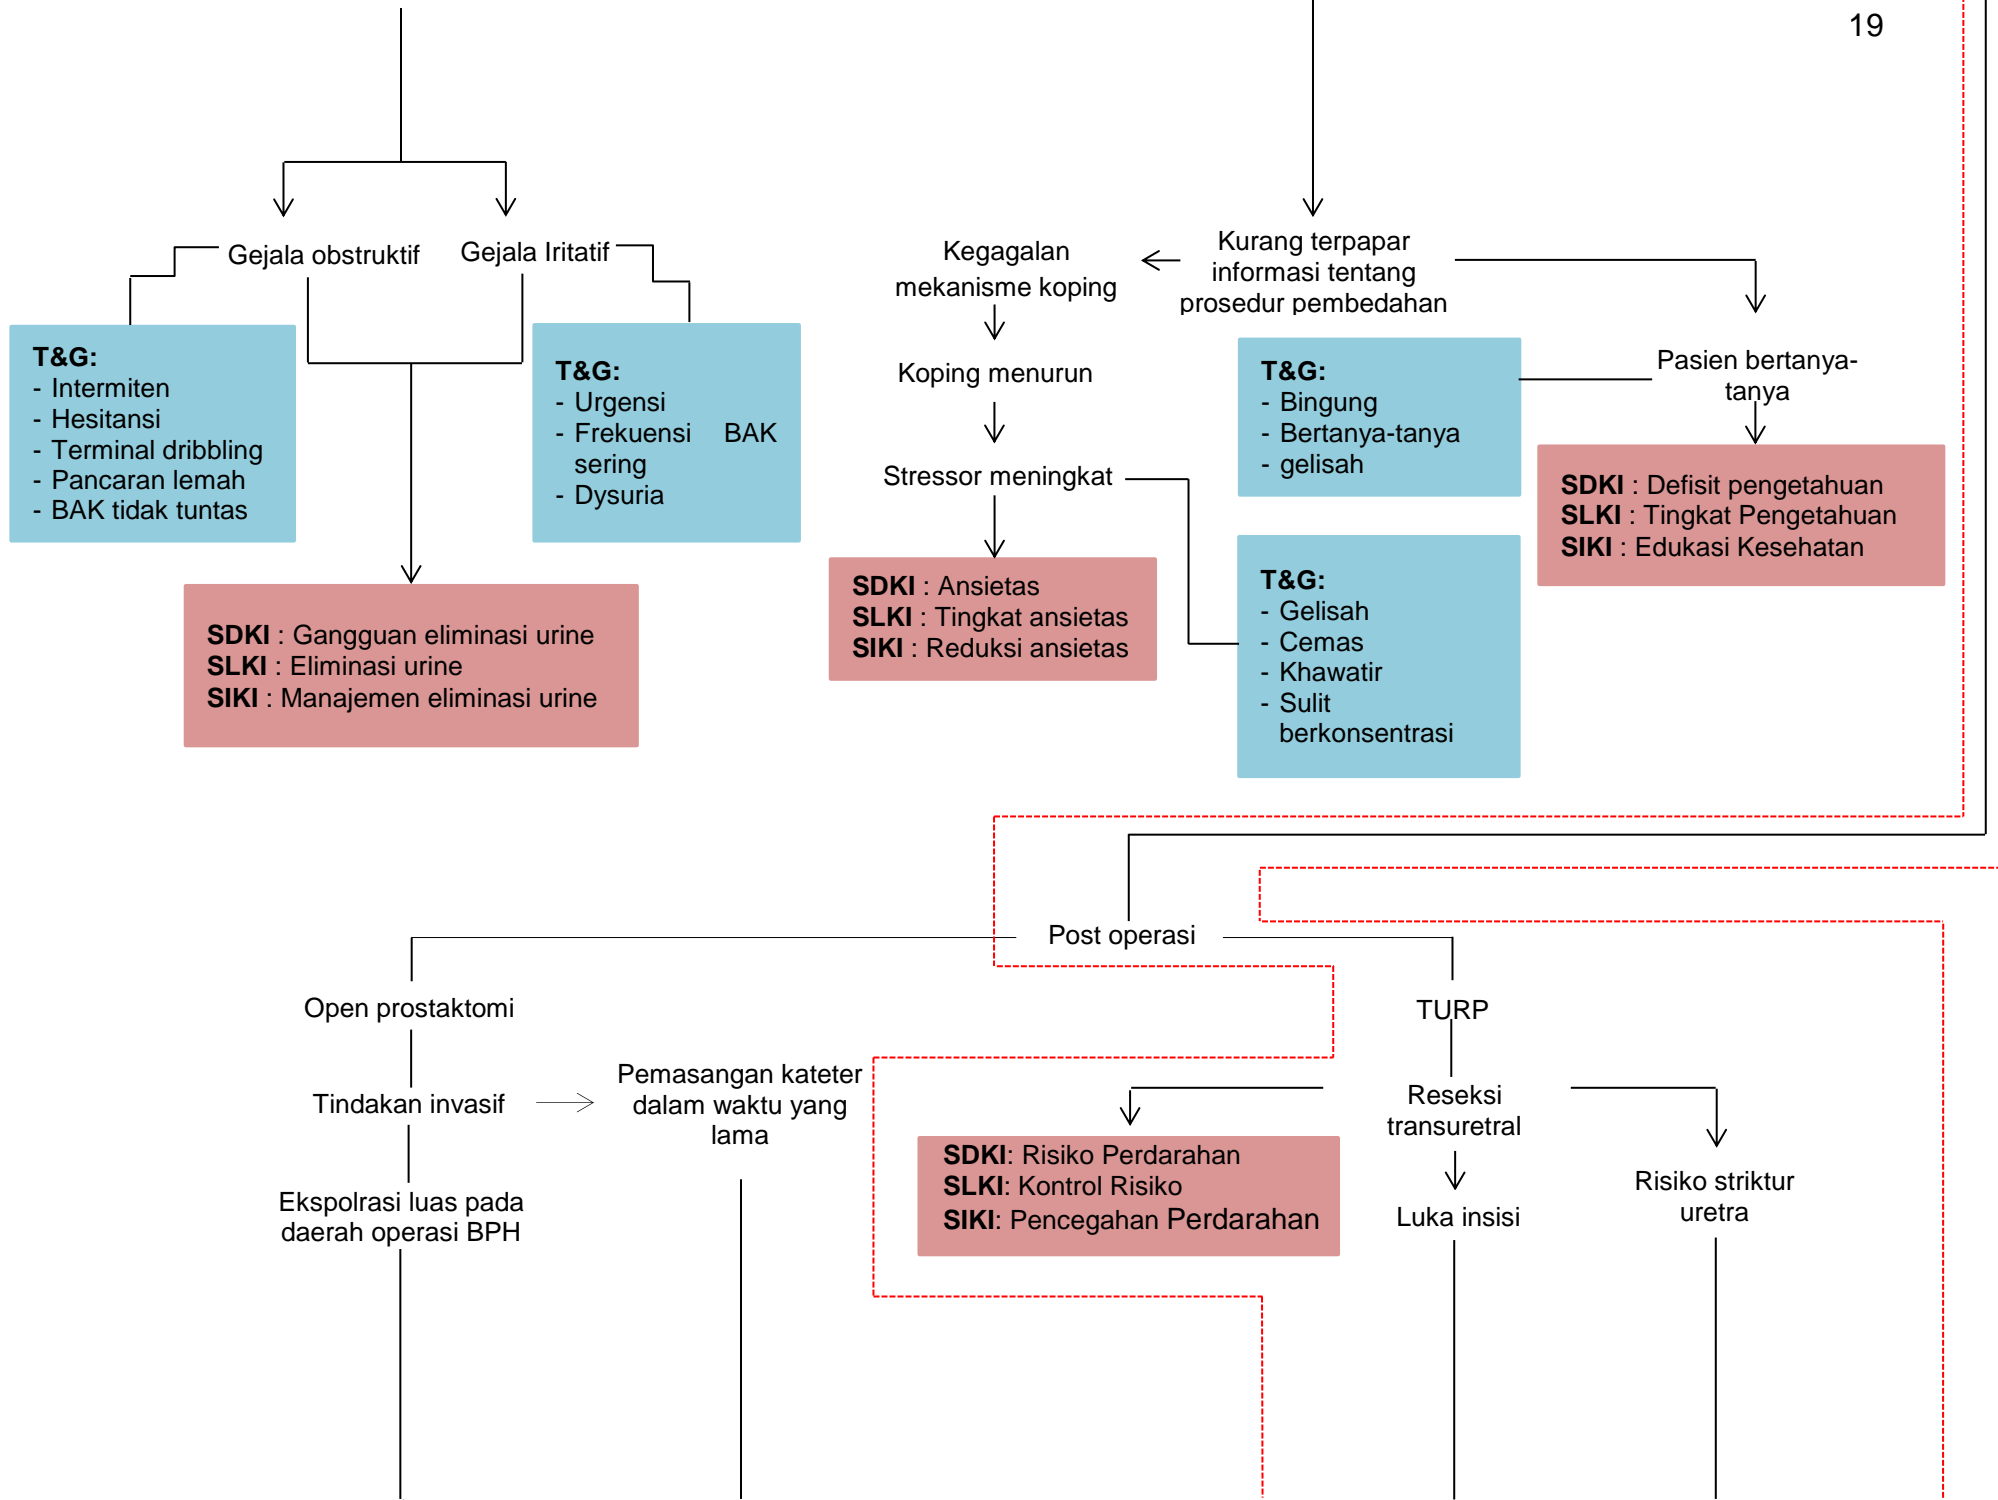 19
Gejala obstruktif
Gejala Iritatif
T&G:
- Intermiten
- Hesitansi
- Terminal dribbling
- Pancaran lemah
- BAK tidak tuntas
T&G:
- Urgensi
- Frekuensi BAK
sering
- Dysuria
SDKI : Gangguan eliminasi urine
SLKI : Eliminasi urine
SIKI : Manajemen eliminasi urine
Kegagalan
mekanisme koping
Kurang terpapar
informasi tentang
prosedur pembedahan
Koping menurun
Stressor meningkat
T&G:
- Bingung
- Bertanya-tanya
- gelisah
Pasien bertanya-
tanya
SDKI : Defisit pengetahuan
SLKI : Tingkat Pengetahuan
SIKI : Edukasi Kesehatan
SDKI : Ansietas
SLKI : Tingkat ansietas
SIKI : Reduksi ansietas
T&G:
- Gelisah
- Cemas
- Khawatir
- Sulit
berkonsentrasi
Post operasi
Open prostaktomi
TURP
Tindakan invasif
Pemasangan kateter
dalam waktu yang
lama
Reseksi
transuretral
Ekspolrasi luas pada
daerah operasi BPH
SDKI: Risiko Perdarahan
SLKI: Kontrol Risiko
SIKI: Pencegahan Perdarahan
Luka insisi
Risiko striktur
uretra